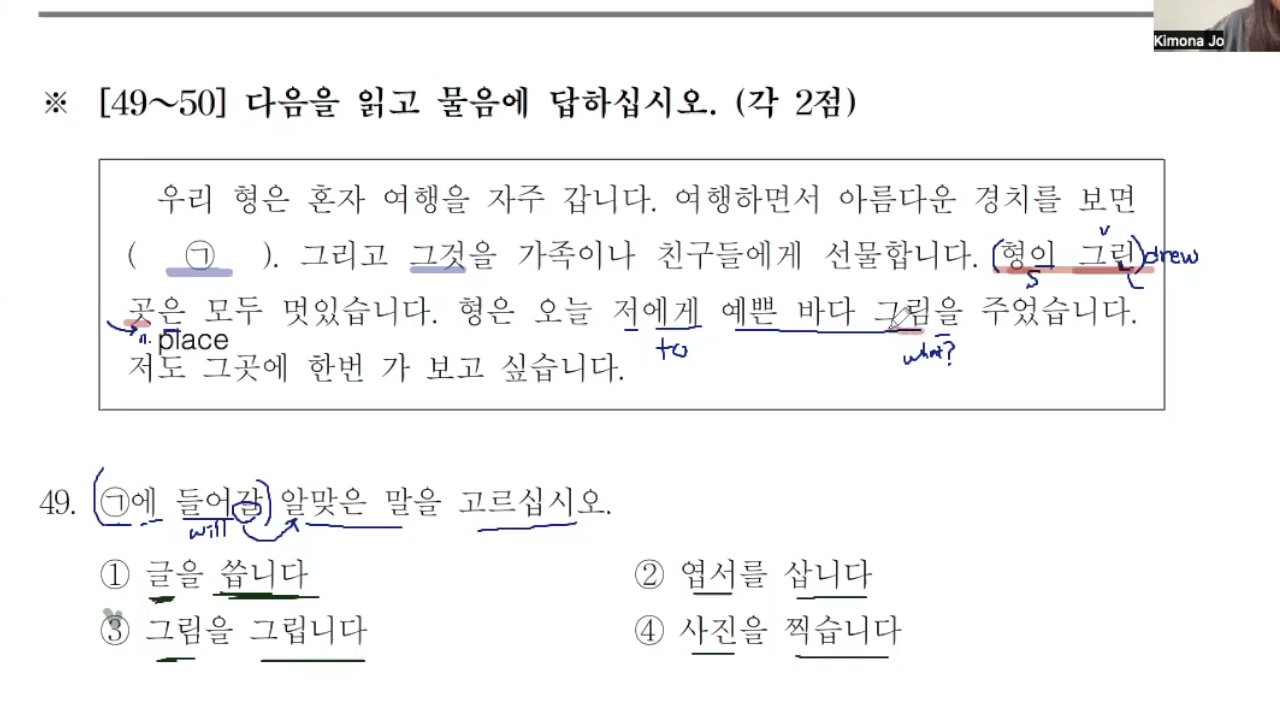 Kimona Jo
※ [49~50] 다음을 읽고 물음에 답하십시오. (각 2점)
우리 형은 혼자 여행을 자주 갑니다. 여행하면서 아름다운 경치를 보면
( ㉠ ). 그리고 그것을 가족이나 친구들에게 선물합니다. (형이 그린) drew
v
s
곳은 모두 멋있습니다. 형은 오늘 저에게 예쁜 바다 그림을 주었습니다.
n. place to what?
저도 그곳에 한번 가 보고 싶습니다.
49. (㉠에 들어갈) 알맞은 말을 고르십시오.
will
① 글을 씁니다 ② 엽서를 삽니다
③ 그림을 그립니다 ④ 사진을 찍습니다